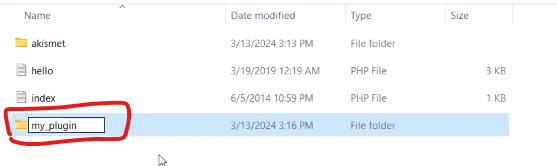 Name Date modified Type Size
akismet 3/13/2024 3:13 PM File folder
hello 3/19/2019 12:19 AM PHP File 3 KB
index 6/5/2014 10:59 PM PHP File 1 KB
my_plugin 3/13/2024 3:16 PM File folder